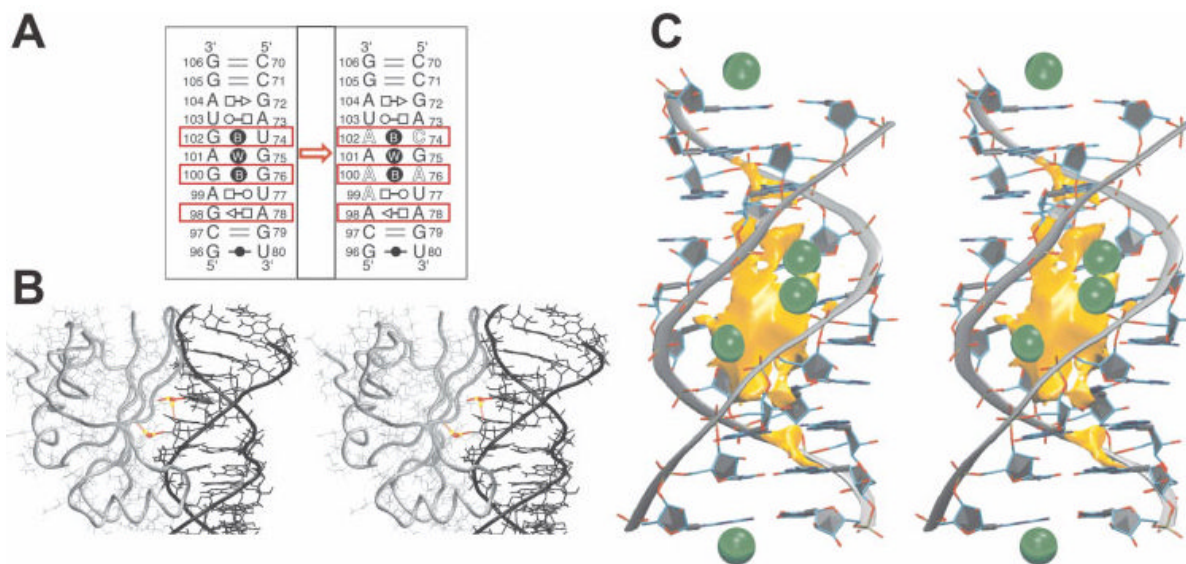 A
3' 5' 3' 5'
106 G C 70 106 G C 70
105 G C 71 105 G C 71
104 A G 72 104 A G 72
103 U A 73 103 U A 73
102 G B U 74 102 A B C 74
101 A W G 75 101 A W G 75
100 G B G 76 100 A B A 76
99 A U 77 99 A U 77
98 G A 78 98 A A 78
97 C G 79 97 C G 79
96 G U 80 96 G U 80
5' 3' 5' 3'
B
C